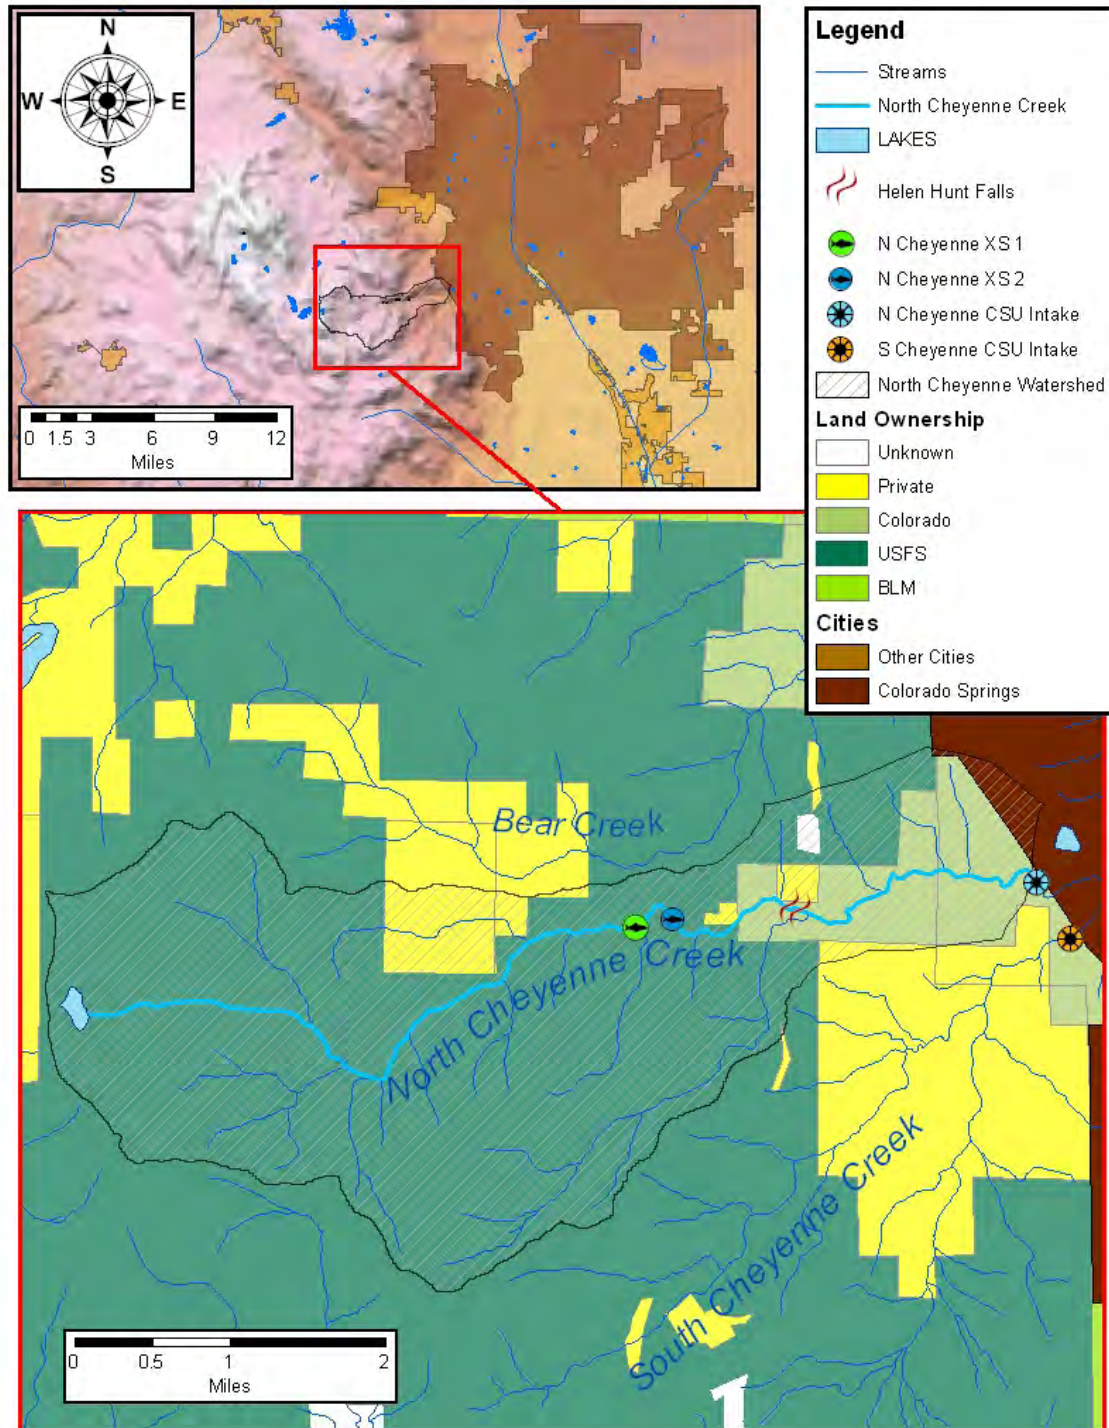 N
W E
S
0 1.5 3 6 9 12
Miles
Legend
Streams
North Cheyenne Creek
LAKES
Helen Hunt Falls
N Cheyenne XS 1
N Cheyenne XS 2
N Cheyenne CSU Intake
S Cheyenne CSU Intake
North Cheyenne Watershed
Land Ownership
Unknown
Private
Colorado
USFS
BLM
Cities
Other Cities
Colorado Springs
Bear Creek
North Cheyenne Creek
South Cheyenne Creek
0 0.5 1 2
Miles